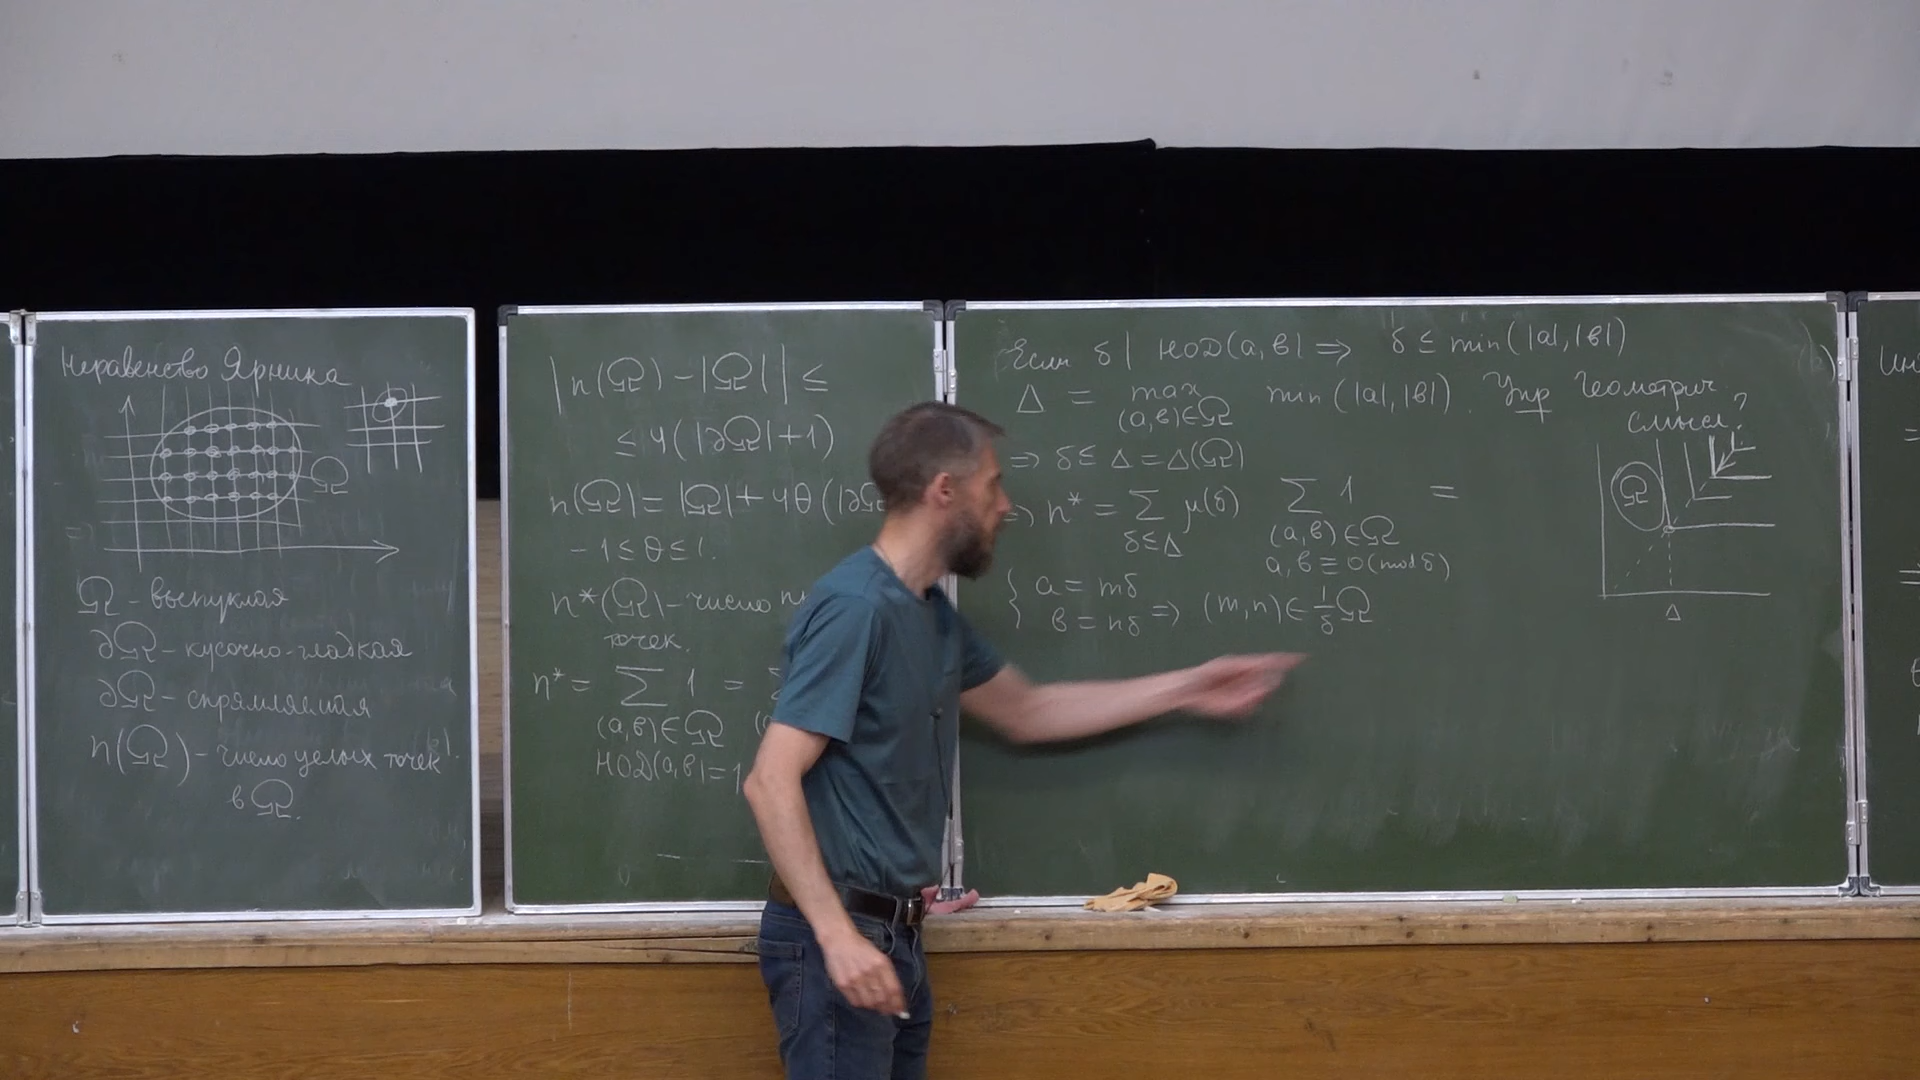 Неравенство Ярника
Ω
Ω - выпуклая
∂Ω - кусочно-гладкая
∂Ω - спрямляемая
n(Ω) - число целых точек
в Ω.
|n(Ω) - |Ω|| ≤
≤ 4(|∂Ω|+1)
n(Ω) = |Ω| + 4θ(|∂Ω
-1 ≤ θ ≤ 1.
n*(Ω) - число
точек.
n* = ∑ 1 =
(a,b)∈Ω
НОД(a,b)=1
Если δ | НОД(a,b) ⇒ δ ≤ min(|a|,|b|)
Δ = max min(|a|,|b|). Упр Геометрич.
(a,b)∈Ω
смысл?
⇒ δ ≤ Δ = Δ(Ω)
⇒ n* = ∑ μ(δ) ∑ 1 =
δ≤Δ (a,b)∈Ω
a,b ≡ 0(mod δ)
{ a = mδ
b = nδ ⇒ (m,n) ∈ 1/δ Ω
Ω
Δ